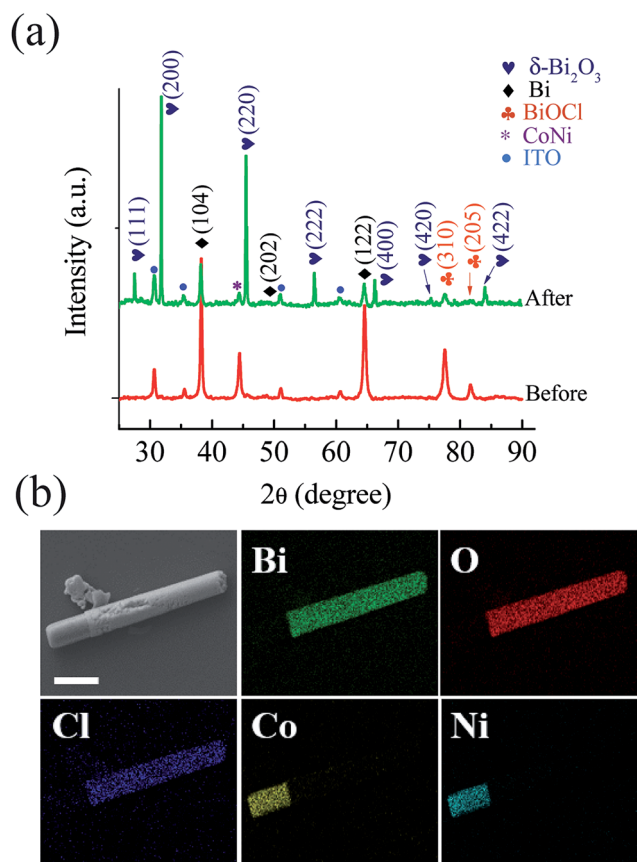 (a)
♥ δ-Bi₂O₃
♦ Bi
♣ BiOCl
* CoNi
● ITO
Intensity (a.u.)
♥(111)
♥(200)
♦(104)
♥(220)
*
♦(202)
♥(222)
♦(122)
♥(400)
♥(420)
♣(310)
♣(205)
♥(422)
After
Before
30 40 50 60 70 80 90
2θ (degree)
(b)
Bi
O
Cl
Co
Ni